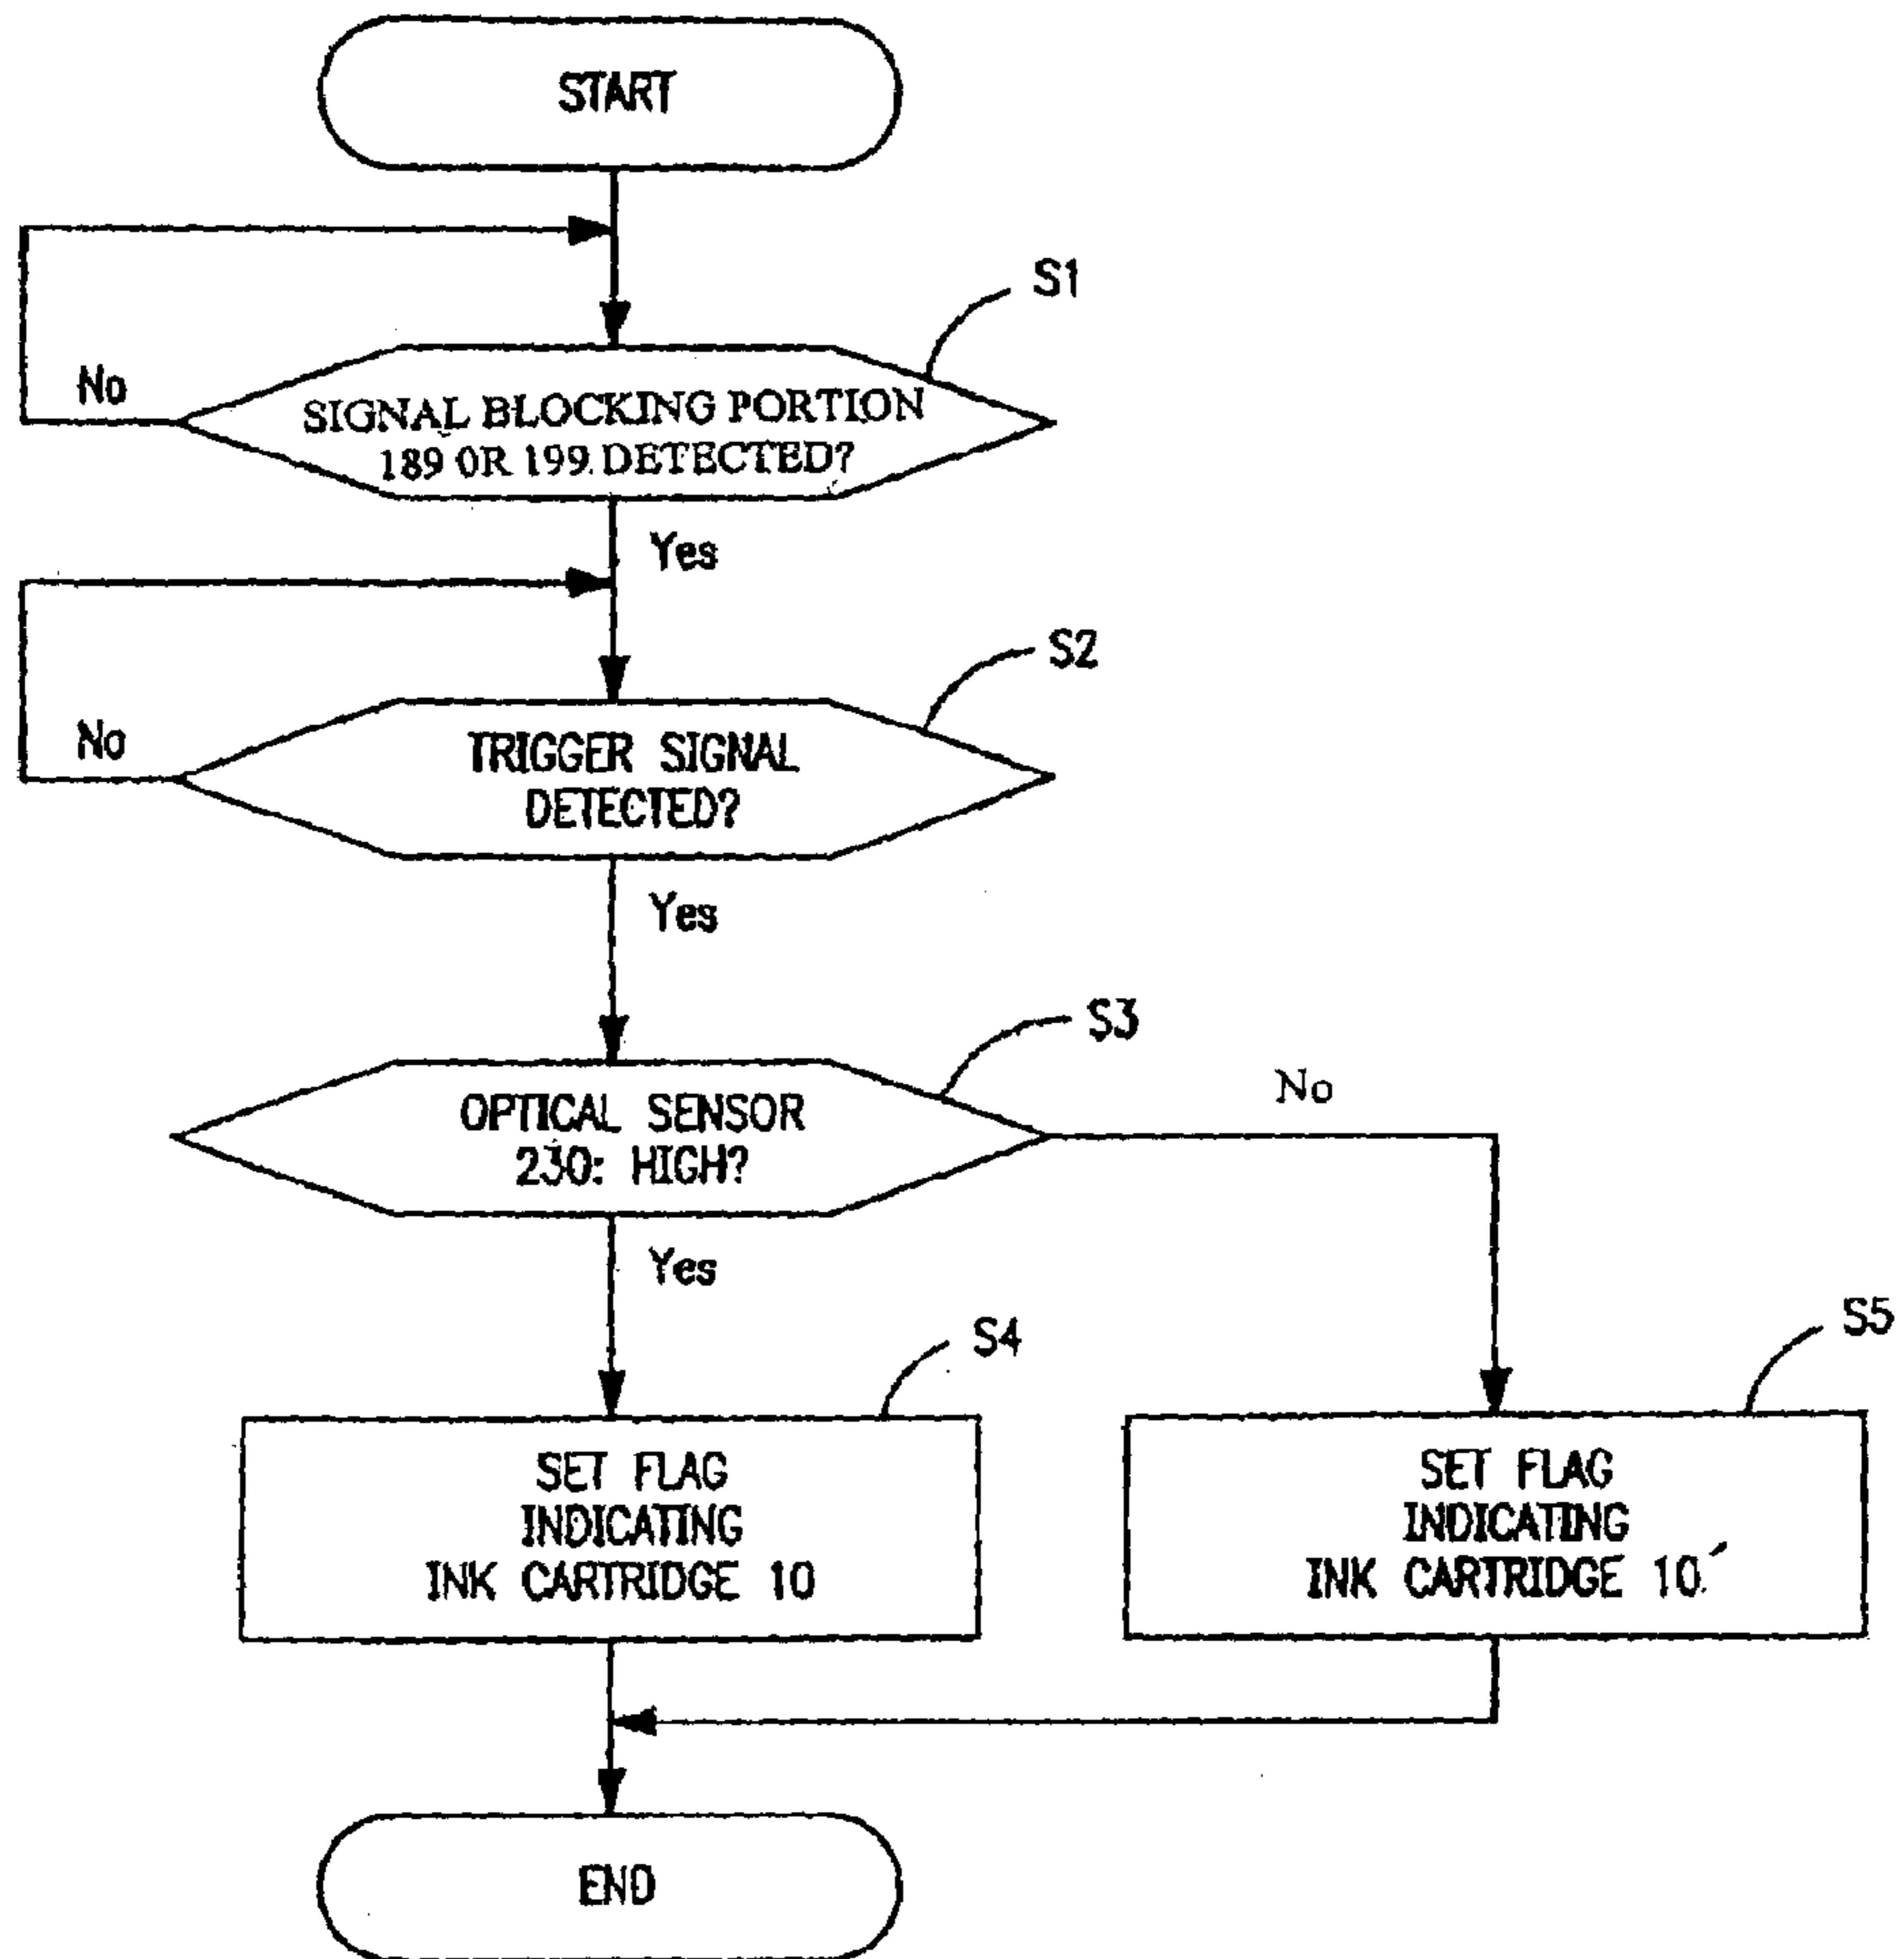 START
S1
No
SIGNAL BLOCKING PORTION
189 OR 199. DETECTED?
Yes
S2
No
TRIGGER SIGNAL
DETECTED?
Yes
S3
OPTICAL SENSOR
230: HIGH?
No
Yes
S4
S5
SET FLAG
INDICATING
INK CARTRIDGE 10
SET FLAG
INDICATING
INK CARTRIDGE 10´
END